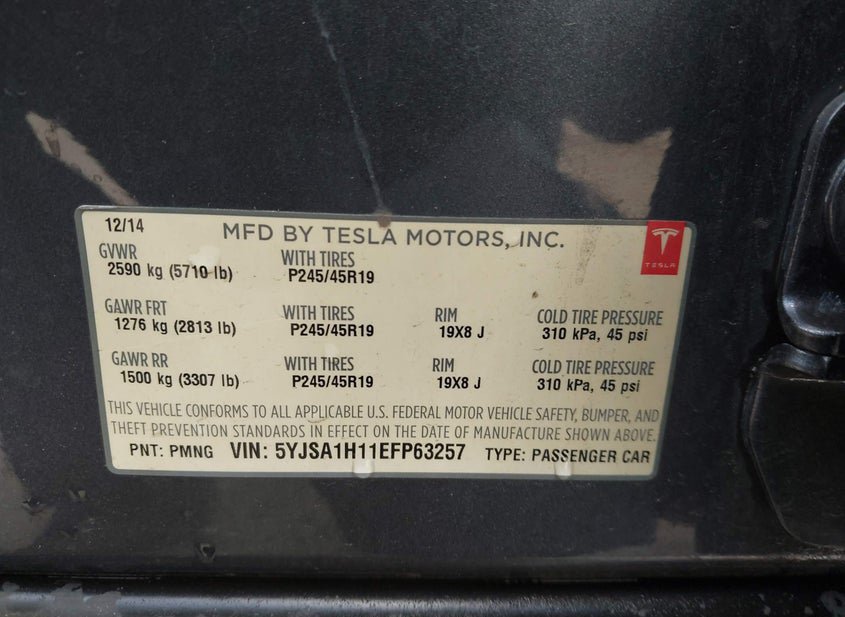 12/14
MFD BY TESLA MOTORS, INC.
TESLA
GVWR WITH TIRES
2590 kg (5710 lb) P245/45R19
GAWR FRT WITH TIRES RIM COLD TIRE PRESSURE
1276 kg (2813 lb) P245/45R19 19X8 J 310 kPa, 45 psi
GAWR RR WITH TIRES RIM COLD TIRE PRESSURE
1500 kg (3307 lb) P245/45R19 19X8 J 310 kPa, 45 psi
THIS VEHICLE CONFORMS TO ALL APPLICABLE U.S. FEDERAL MOTOR VEHICLE SAFETY, BUMPER, AND
THEFT PREVENTION STANDARDS IN EFFECT ON THE DATE OF MANUFACTURE SHOWN ABOVE.
PNT: PMNG VIN: 5YJSA1H11EFP63257 TYPE: PASSENGER CAR